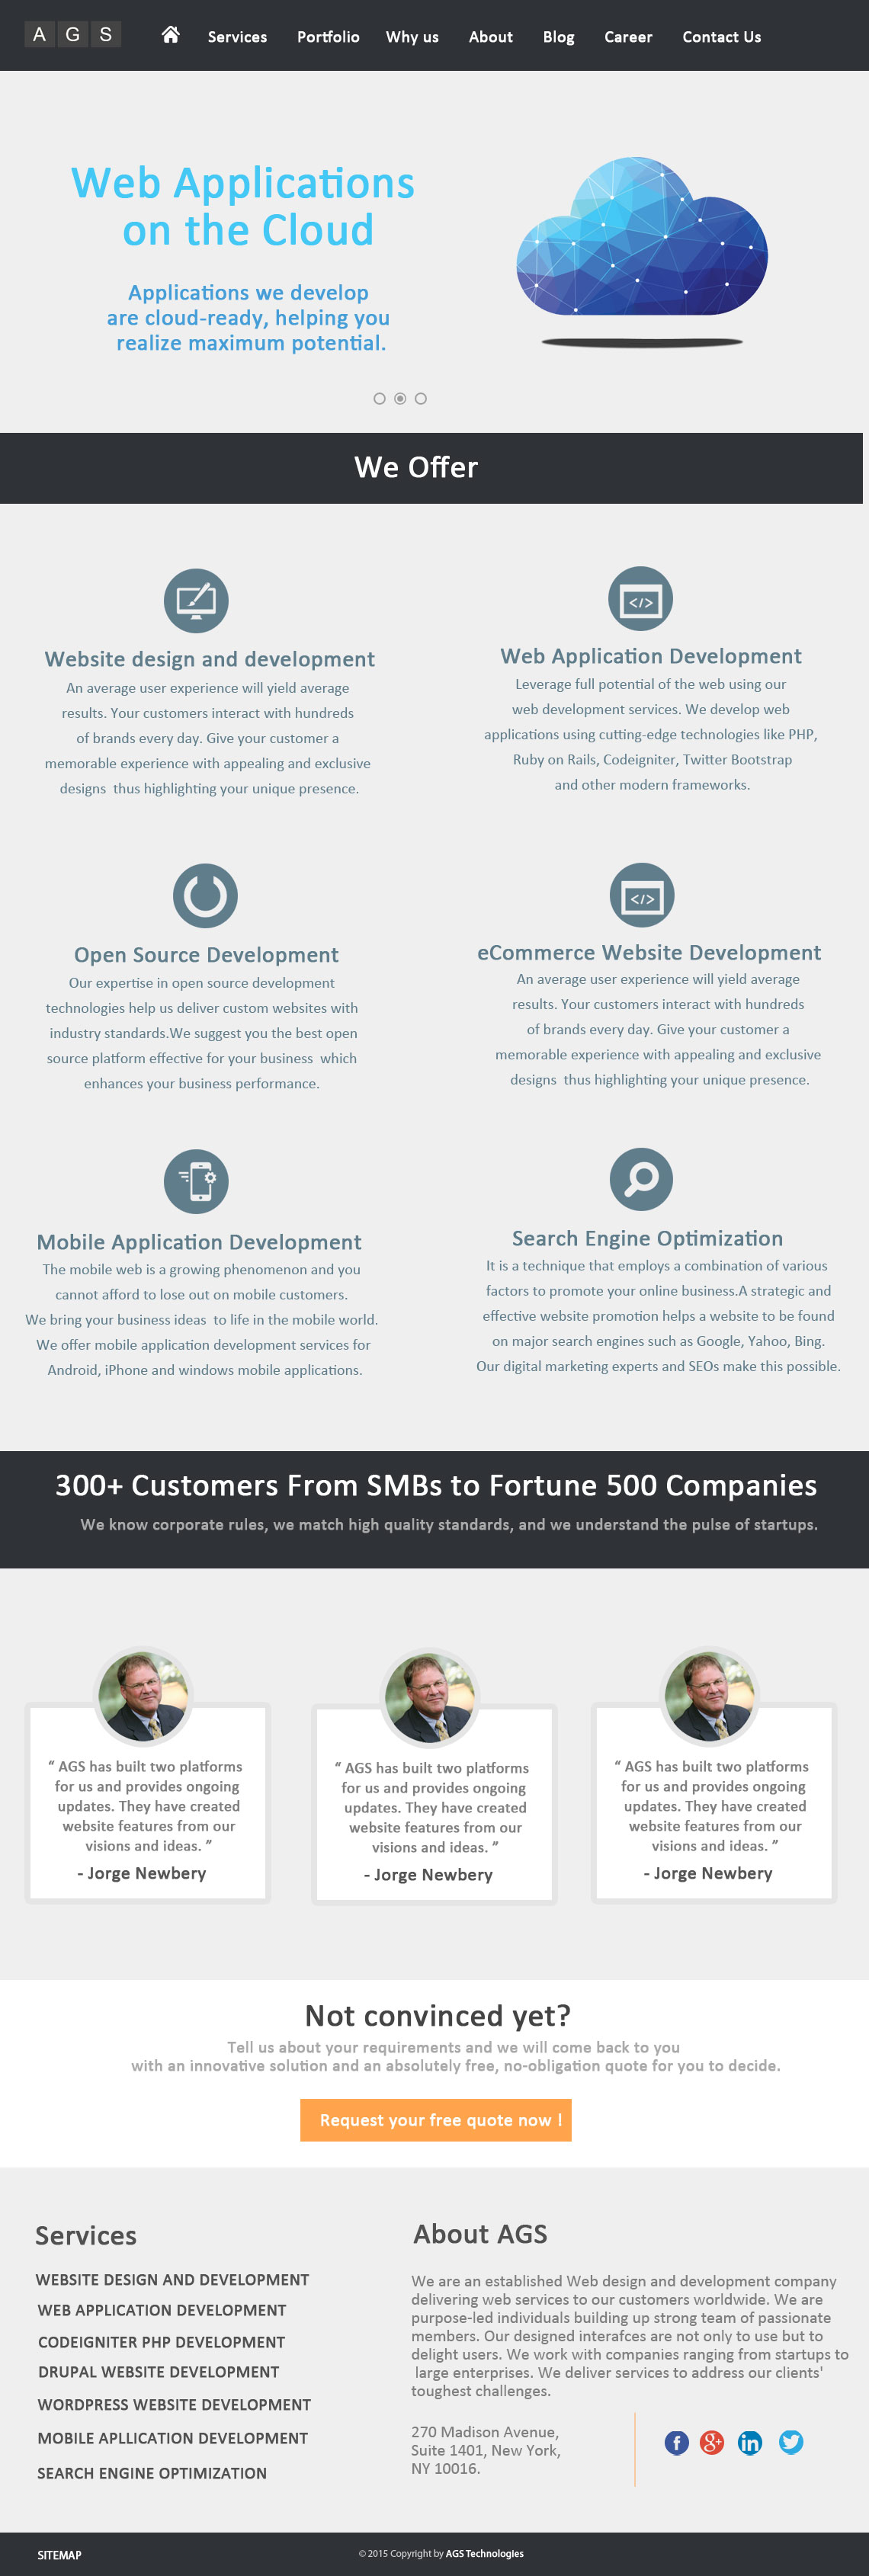 A G S
Services Portfolio Why us About Blog Career Contact Us
Web Applications
on the Cloud
Applications we develop
are cloud-ready, helping you
realize maximum potential.
We Offer
Website design and development
An average user experience will yield average
results. Your customers interact with hundreds
of brands every day. Give your customer a
memorable experience with appealing and exclusive
designs thus highlighting your unique presence.
</>
Web Application Development
Leverage full potential of the web using our
web development services. We develop web
applications using cutting-edge technologies like PHP,
Ruby on Rails, Codeigniter, Twitter Bootstrap
and other modern frameworks.
Open Source Development
Our expertise in open source development
technologies help us deliver custom websites with
industry standards.We suggest you the best open
source platform effective for your business which
enhances your business performance.
</>
eCommerce Website Development
An average user experience will yield average
results. Your customers interact with hundreds
of brands every day. Give your customer a
memorable experience with appealing and exclusive
designs thus highlighting your unique presence.
Mobile Application Development
The mobile web is a growing phenomenon and you
cannot afford to lose out on mobile customers.
We bring your business ideas to life in the mobile world.
We offer mobile application development services for
Android, iPhone and windows mobile applications.
Search Engine Optimization
It is a technique that employs a combination of various
factors to promote your online business.A strategic and
effective website promotion helps a website to be found
on major search engines such as Google, Yahoo, Bing.
Our digital marketing experts and SEOs make this possible.
300+ Customers From SMBs to Fortune 500 Companies
We know corporate rules, we match high quality standards, and we understand the pulse of startups.
“ AGS has built two platforms
for us and provides ongoing
updates. They have created
website features from our
visions and ideas. ”
- Jorge Newbery
“ AGS has built two platforms
for us and provides ongoing
updates. They have created
website features from our
visions and ideas. ”
- Jorge Newbery
“ AGS has built two platforms
for us and provides ongoing
updates. They have created
website features from our
visions and ideas. ”
- Jorge Newbery
Not convinced yet?
Tell us about your requirements and we will come back to you
with an innovative solution and an absolutely free, no-obligation quote for you to decide.
Request your free quote now !
Services
WEBSITE DESIGN AND DEVELOPMENT
WEB APPLICATION DEVELOPMENT
CODEIGNITER PHP DEVELOPMENT
DRUPAL WEBSITE DEVELOPMENT
WORDPRESS WEBSITE DEVELOPMENT
MOBILE APLLICATION DEVELOPMENT
SEARCH ENGINE OPTIMIZATION
About AGS
We are an established Web design and development company
delivering web services to our customers worldwide. We are
purpose-led individuals building up strong team of passionate
members. Our designed interafces are not only to use but to
delight users. We work with companies ranging from startups to
large enterprises. We deliver services to address our clients'
toughest challenges.
270 Madison Avenue,
Suite 1401, New York,
NY 10016.
f g+ in
SITEMAP
© 2015 Copyright by AGS Technologies